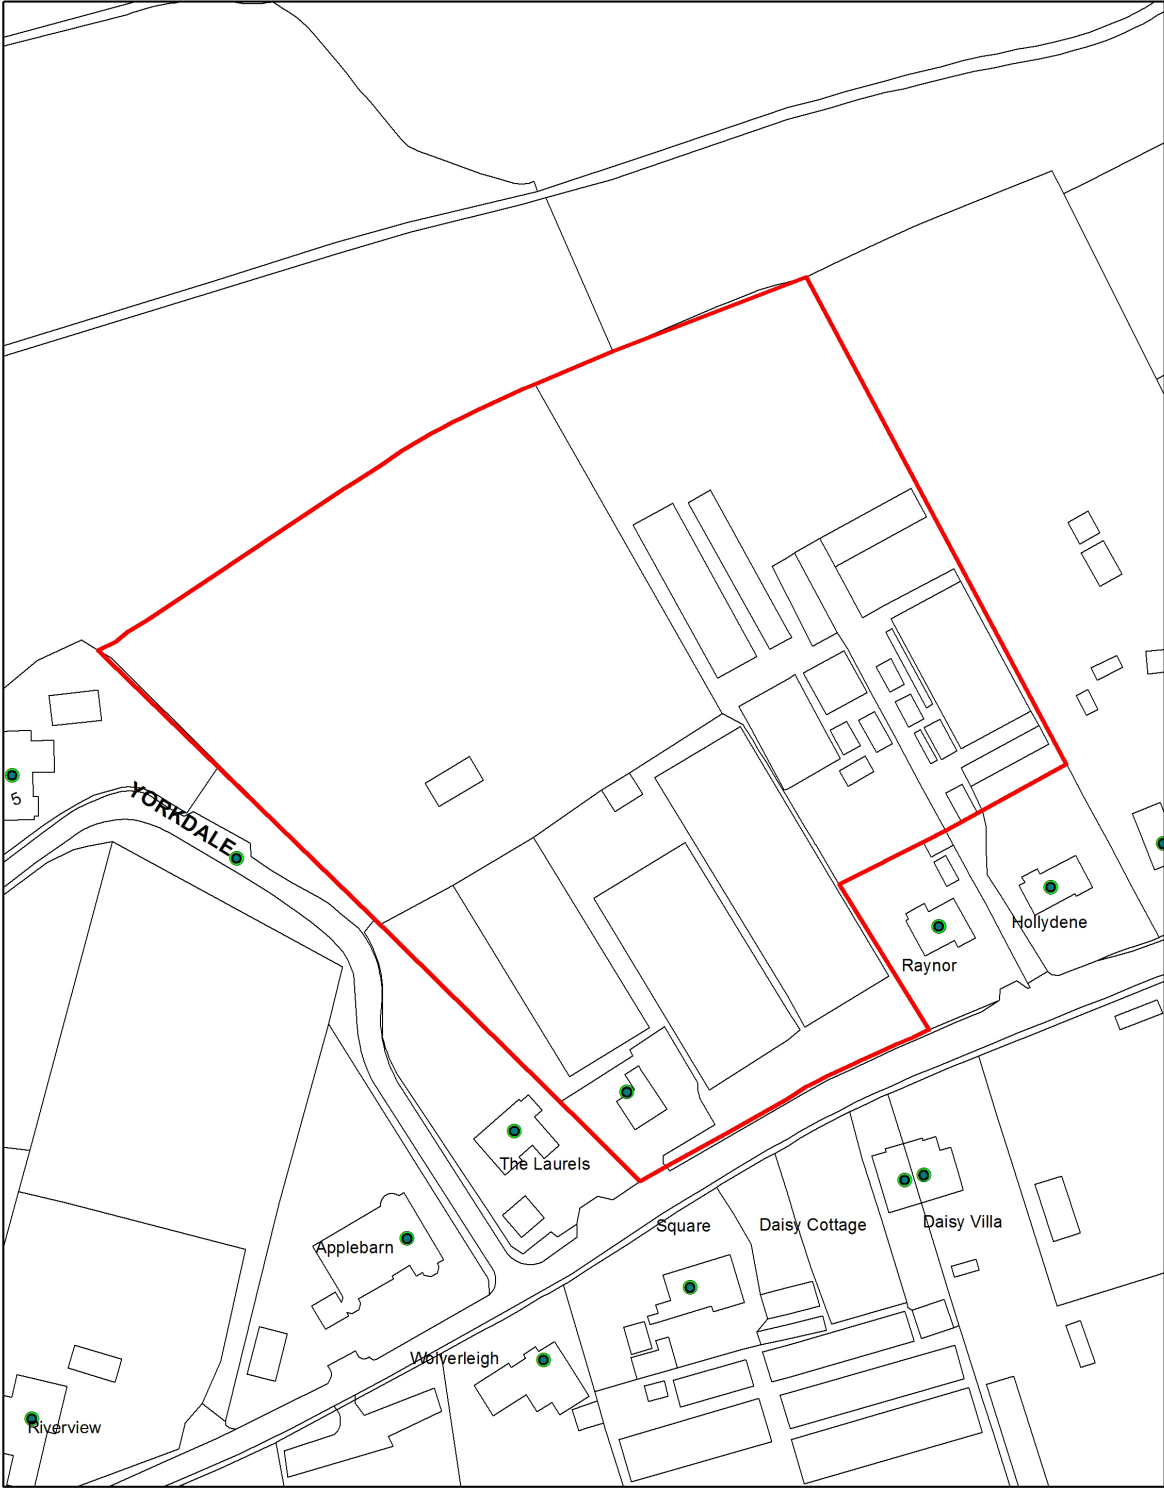 5
YORKDALE
Hollydene
Raynor
The Laurels
Square
Daisy Cottage
Daisy Villa
Applebarn
Wolverleigh
Riverview